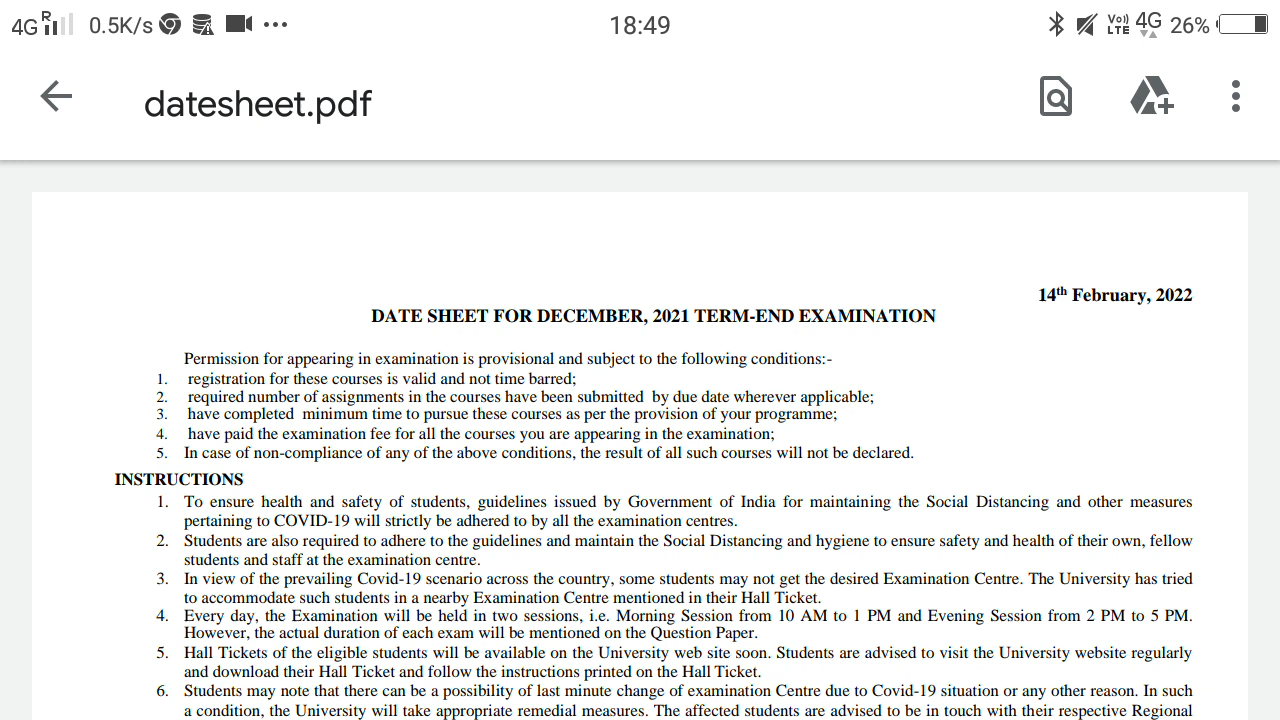 4G R 0.5K/s ... 18:49 Vo)) LTE 4G 26%
datesheet.pdf
14th February, 2022
DATE SHEET FOR DECEMBER, 2021 TERM-END EXAMINATION
Permission for appearing in examination is provisional and subject to the following conditions:-
1. registration for these courses is valid and not time barred;
2. required number of assignments in the courses have been submitted by due date wherever applicable;
3. have completed minimum time to pursue these courses as per the provision of your programme;
4. have paid the examination fee for all the courses you are appearing in the examination;
5. In case of non-compliance of any of the above conditions, the result of all such courses will not be declared.
INSTRUCTIONS
1. To ensure health and safety of students, guidelines issued by Government of India for maintaining the Social Distancing and other measures
pertaining to COVID-19 will strictly be adhered to by all the examination centres.
2. Students are also required to adhere to the guidelines and maintain the Social Distancing and hygiene to ensure safety and health of their own, fellow
students and staff at the examination centre.
3. In view of the prevailing Covid-19 scenario across the country, some students may not get the desired Examination Centre. The University has tried
to accommodate such students in a nearby Examination Centre mentioned in their Hall Ticket.
4. Every day, the Examination will be held in two sessions, i.e. Morning Session from 10 AM to 1 PM and Evening Session from 2 PM to 5 PM.
However, the actual duration of each exam will be mentioned on the Question Paper.
5. Hall Tickets of the eligible students will be available on the University web site soon. Students are advised to visit the University website regularly
and download their Hall Ticket and follow the instructions printed on the Hall Ticket.
6. Students may note that there can be a possibility of last minute change of examination Centre due to Covid-19 situation or any other reason. In such
a condition, the University will take appropriate remedial measures. The affected students are advised to be in touch with their respective Regional